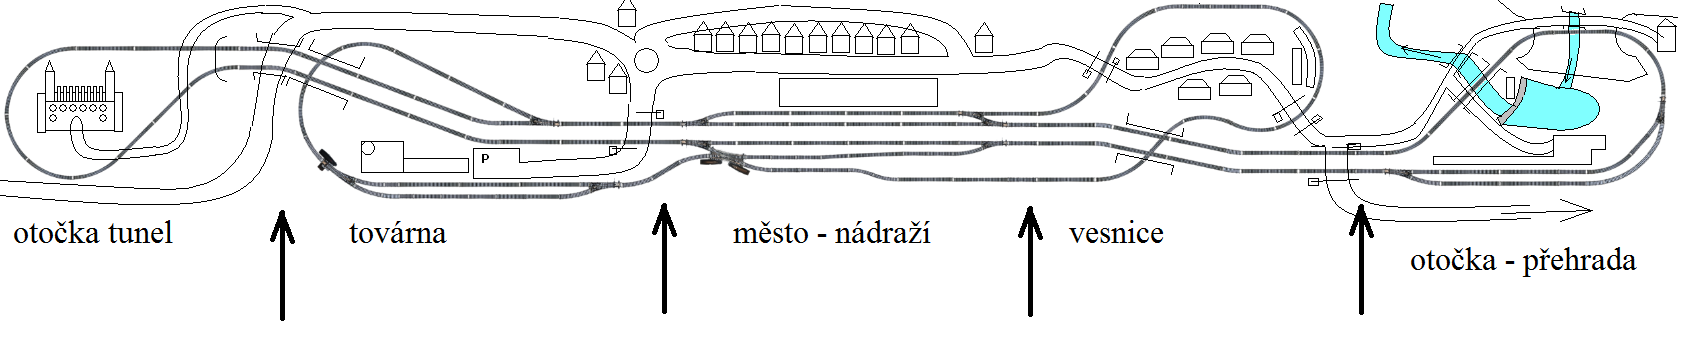 P
otočka tunel
továrna
město - nádraží
vesnice
otočka - přehrada